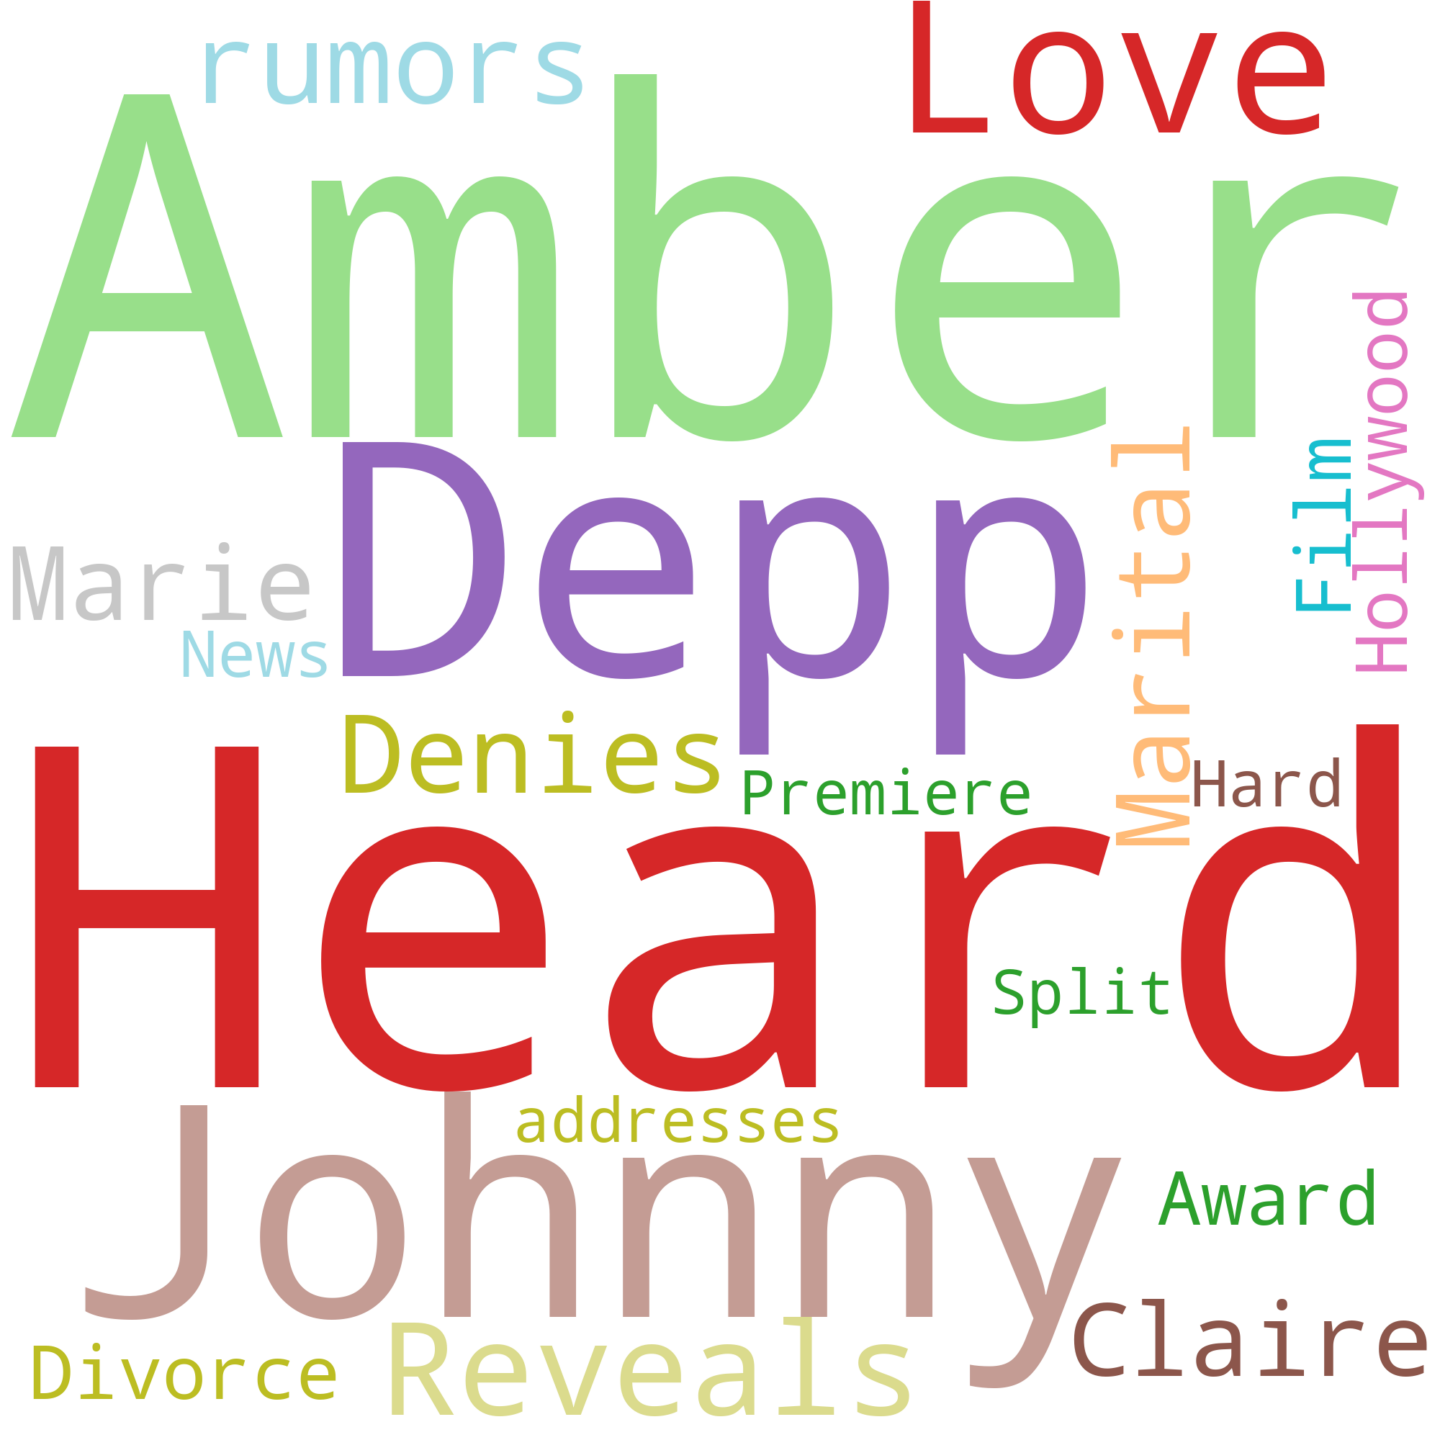 rumors
Love
Amber
Hollywood
Film
Marital
Depp
Marie
News
Denies
Premiere
Hard
Heard
Split
addresses
Johnny
Award
Claire
Reveals
Divorce